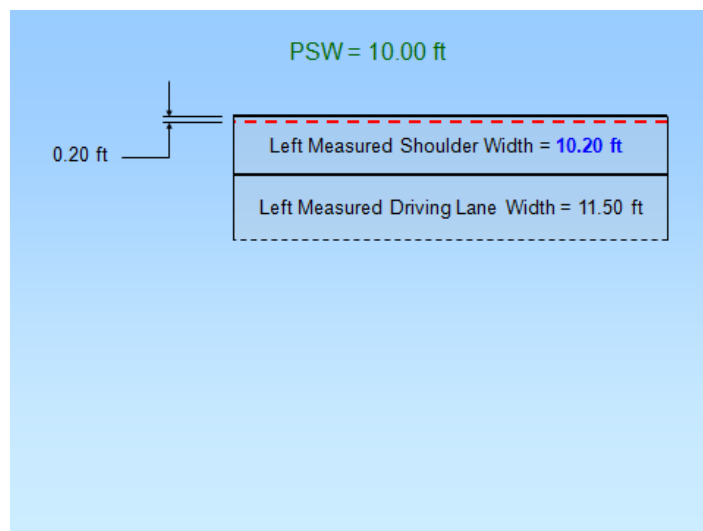 PSW = 10.00 ft
0.20 ft
Left Measured Shoulder Width = 10.20 ft
Left Measured Driving Lane Width = 11.50 ft